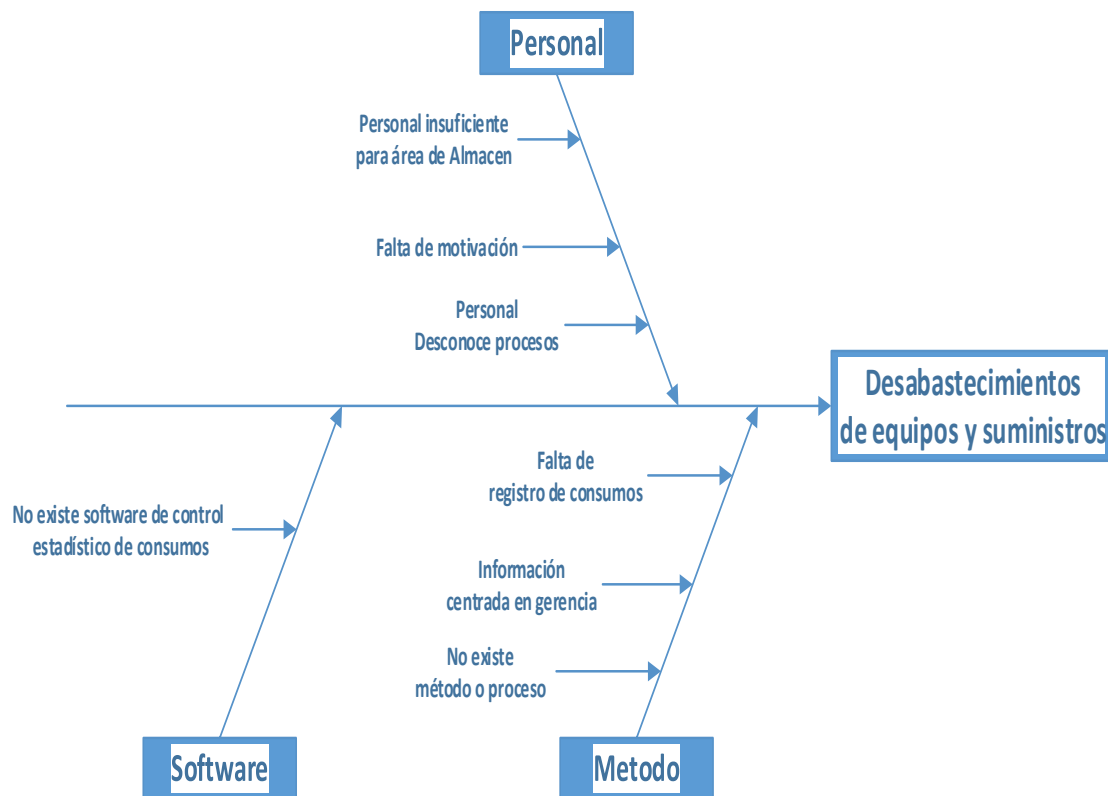 Personal
Personal insuficiente
para área de Almacen
Falta de motivación
Personal
Desconoce procesos
Desabastecimientos
de equipos y suministros
Falta de
registro de consumos
No existe software de control
estadístico de consumos
Información
centrada en gerencia
No existe
método o proceso
Software
Metodo